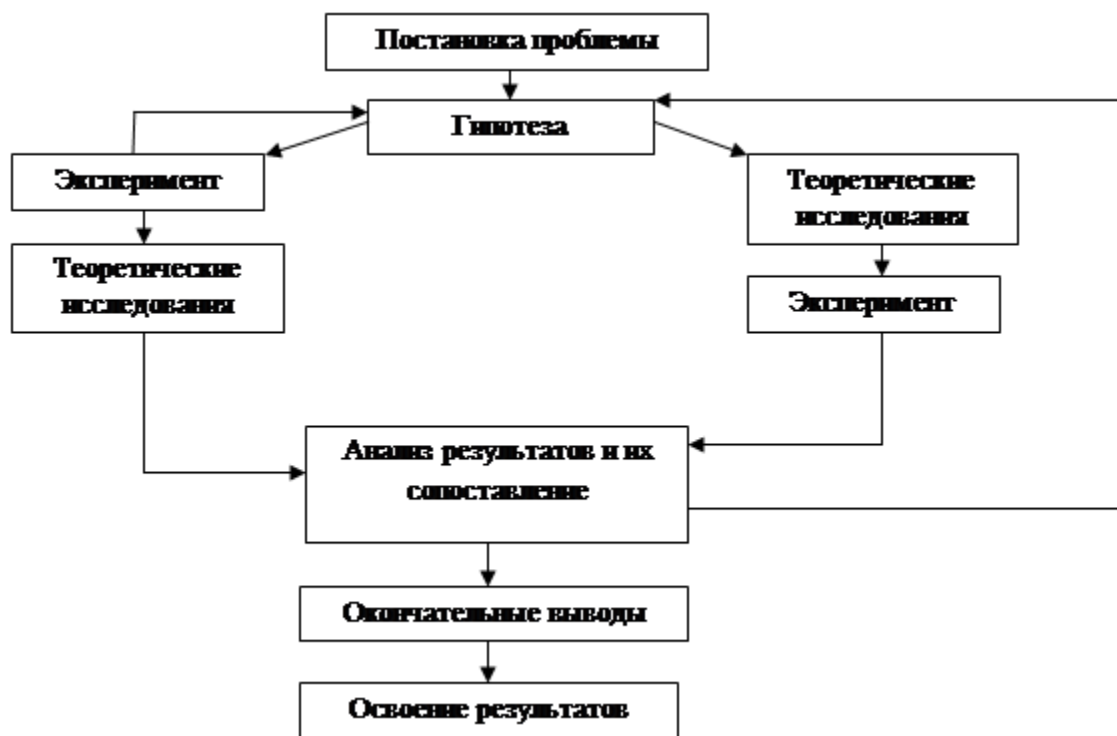 Постановка проблемы
Гипотеза
Эксперимент
Теоретические
исследования
Теоретические
исследования
Эксперимент
Анализ результатов и их
сопоставление
Окончательные выводы
Освоение результатов